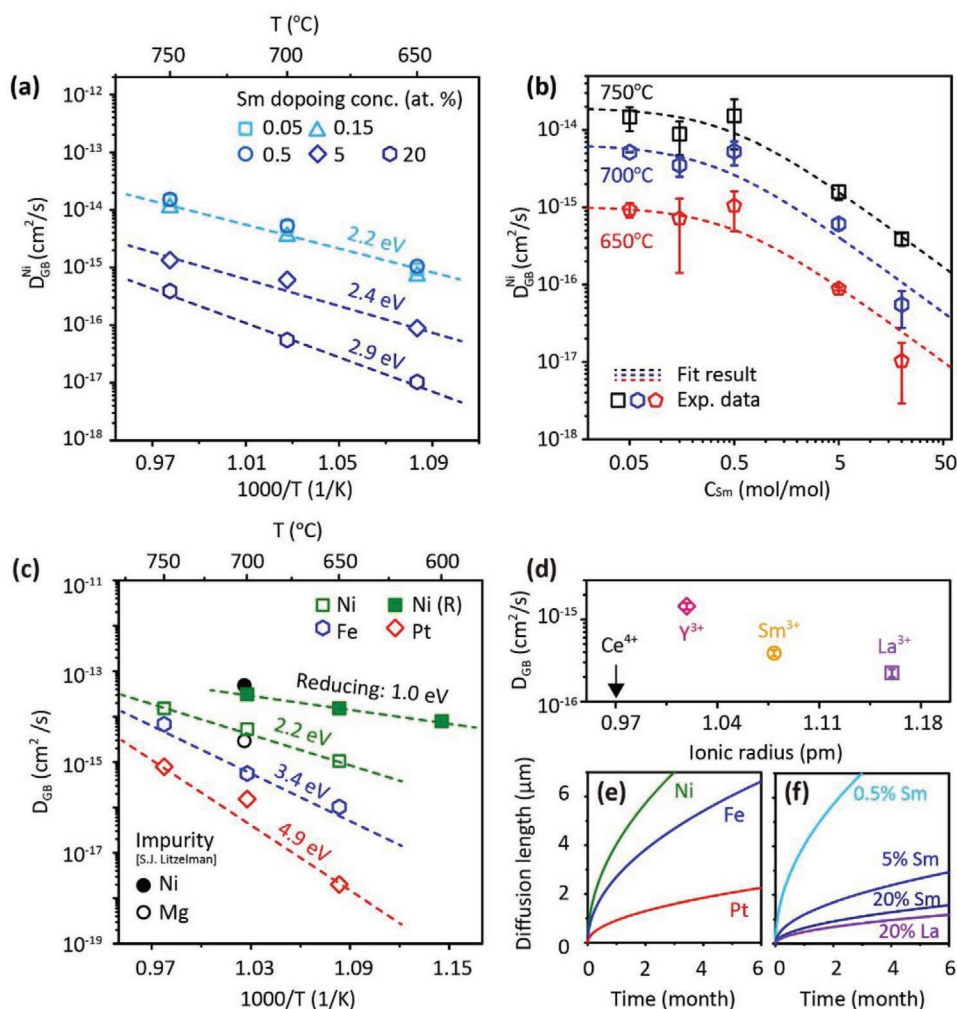 T (°C)
750 700 650
(a)
Sm dopoing conc. (at. %)
0.05 0.15
0.5 5 20
2.2 eV
2.4 eV
2.9 eV
10⁻¹²
10⁻¹³
10⁻¹⁴
10⁻¹⁵
10⁻¹⁶
10⁻¹⁷
10⁻¹⁸
D_GB^Ni (cm²/s)
0.97 1.01 1.05 1.09
1000/T (1/K)
(b)
750°C
700°C
650°C
Fit result
Exp. data
10⁻¹⁴
10⁻¹⁵
10⁻¹⁶
10⁻¹⁷
10⁻¹⁸
D_GB^Ni (cm²/s)
0.05 0.5 5 50
C_Sm (mol/mol)
T (°C)
750 700 650 600
(c)
Ni Ni (R)
Fe Pt
Reducing: 1.0 eV
2.2 eV
3.4 eV
4.9 eV
Impurity
[S.J. Litzelman]
Ni
Mg
10⁻¹¹
10⁻¹³
10⁻¹⁵
10⁻¹⁷
10⁻¹⁹
D_GB (cm²/s)
0.97 1.03 1.09 1.15
1000/T (1/K)
(d)
Ce⁴⁺
Y³⁺
Sm³⁺
La³⁺
10⁻¹⁵
10⁻¹⁶
D_GB (cm²/s)
0.97 1.04 1.11 1.18
Ionic radius (pm)
(e)
Ni
Fe
Pt
6
4
2
0
Diffusion length (μm)
0 2 4 6
Time (month)
(f)
0.5% Sm
5% Sm
20% Sm
20% La
0 2 4 6
Time (month)